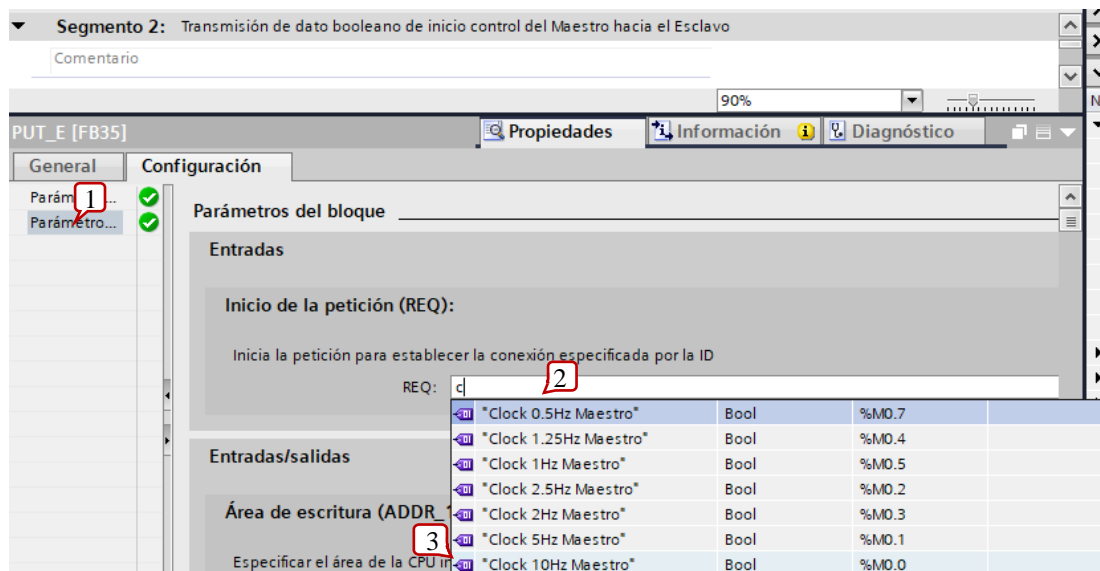 Segmento 2: Transmisión de dato booleano de inicio control del Maestro hacia el Esclavo
Comentario
90%
PUT_E [FB35]
Propiedades Información Diagnóstico
General Configuración
Parám 1 ...
Parámetro...
Parámetros del bloque
Entradas
Inicio de la petición (REQ):
Inicia la petición para establecer la conexión especificada por la ID
2
REQ: c
"Clock 0.5Hz Maestro" Bool %M0.7
"Clock 1.25Hz Maestro" Bool %M0.4
Entradas/salidas
"Clock 1Hz Maestro" Bool %M0.5
"Clock 2.5Hz Maestro" Bool %M0.2
Área de escritura (ADDR_
"Clock 2Hz Maestro" Bool %M0.3
3
"Clock 5Hz Maestro" Bool %M0.1
Especificar el área de la CPU
"Clock 10Hz Maestro" Bool %M0.0